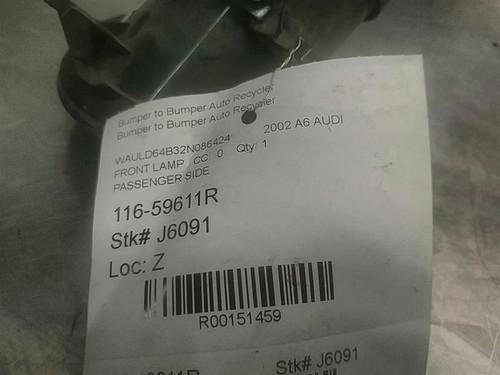 Bumper to Bumper Auto Recycler
Bumper to Bumper Auto Recycler
WAULD64B32N086424 2002 A6 AUDI
FRONT LAMP CC 0 Qty: 1
PASSENGER SIDE
116-59611R
Stk# J6091
Loc: Z
R00151459
Stk# J6091